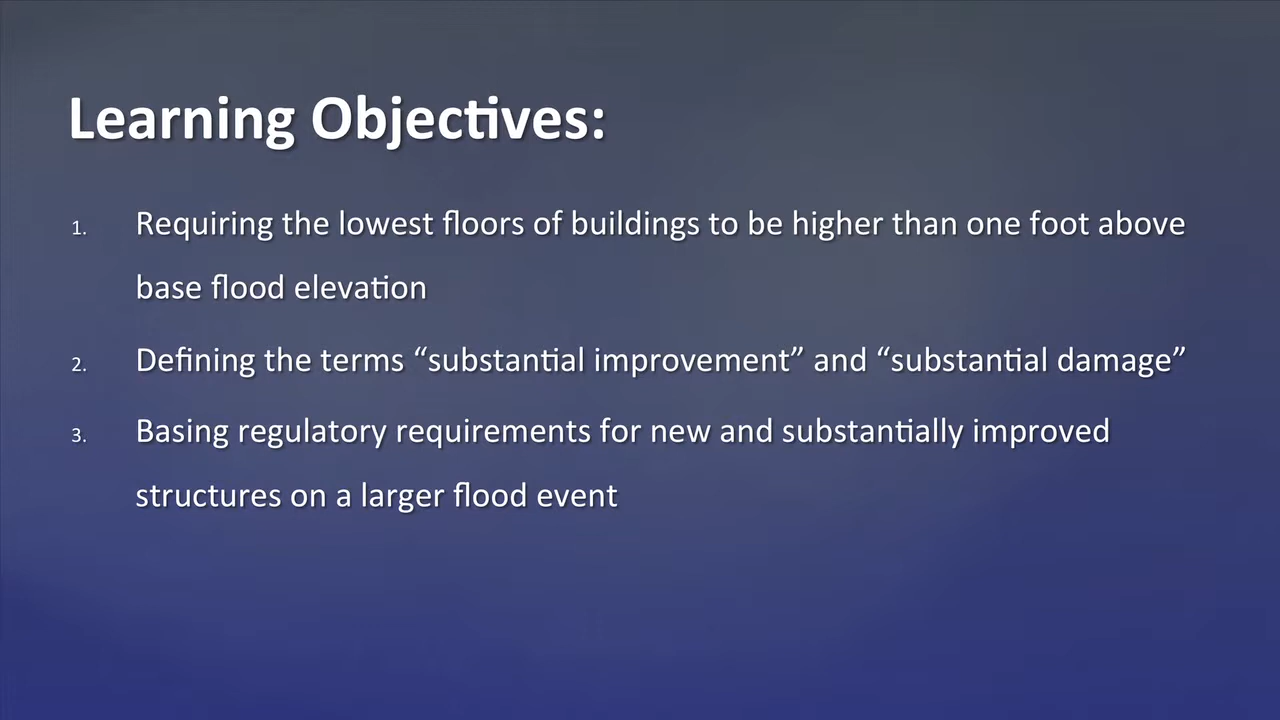 Learning Objectives:
1. Requiring the lowest floors of buildings to be higher than one foot above
base flood elevation
2. Defining the terms “substantial improvement” and “substantial damage”
3. Basing regulatory requirements for new and substantially improved
structures on a larger flood event